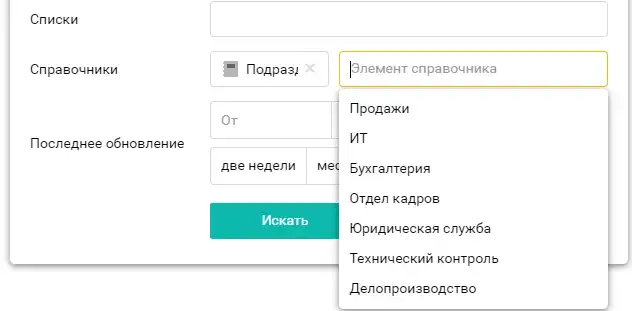 Списки
Справочники Подразд × Элемент справочника
Продажи
От
ИТ
Последнее обновление
Бухгалтерия
две недели мес
Отдел кадров
Искать
Юридическая служба
Технический контроль
Делопроизводство